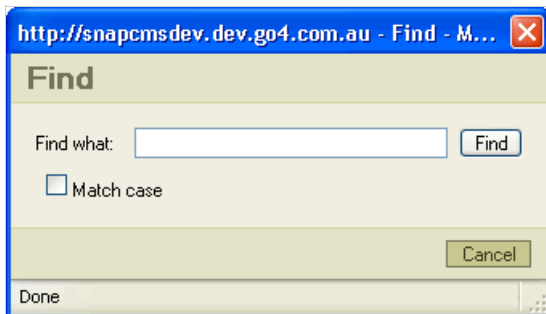 http://snapcmsdev.dev.go4.com.au - Find - M...
Find
Find what:
Find
Match case
Cancel
Done